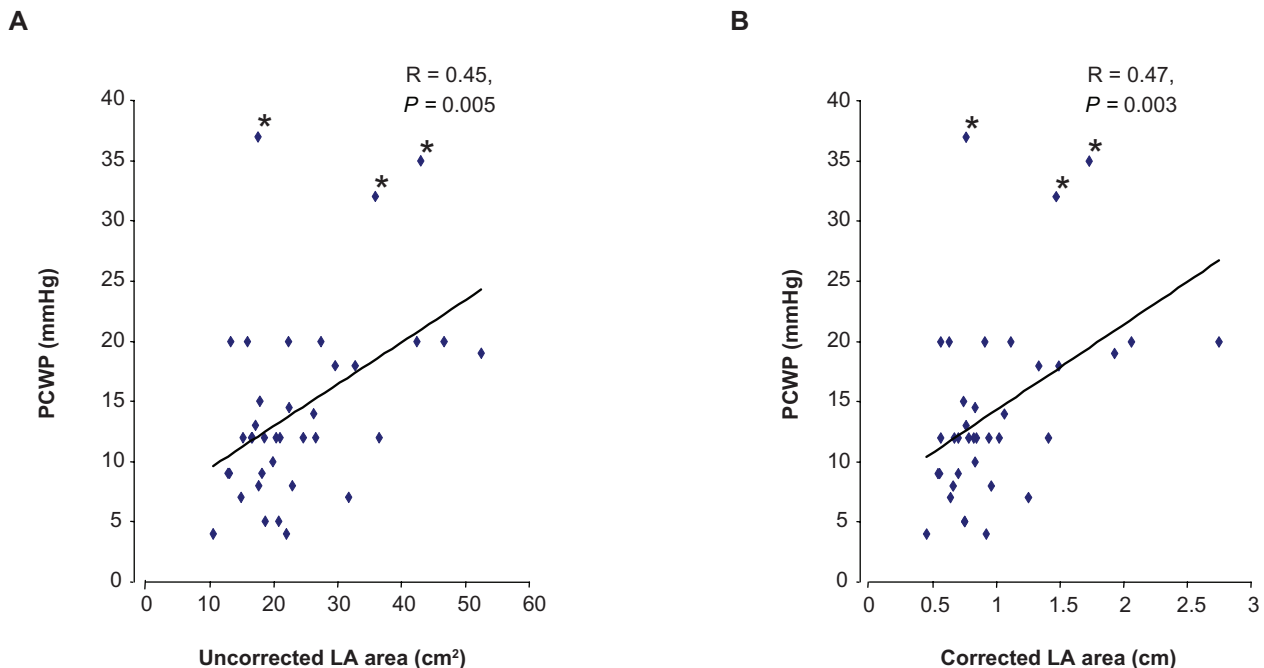 A
R = 0.45,
P = 0.005
40
35
30
25
20
15
10
5
0
PCWP (mmHg)
*
*
*
0 10 20 30 40 50 60
Uncorrected LA area (cm²)
B
R = 0.47,
P = 0.003
40
35
30
25
20
15
10
5
0
PCWP (mmHg)
*
*
*
0 0.5 1 1.5 2 2.5 3
Corrected LA area (cm)